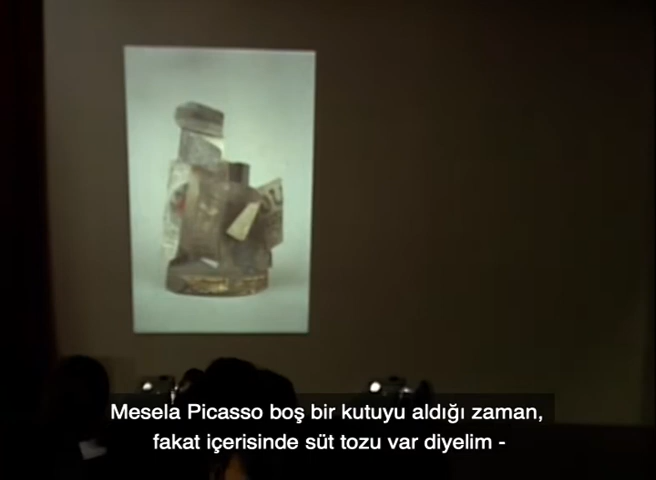 Mesela Picasso boş bir kutuyu aldığı zaman,
fakat içerisinde süt tozu var diyelim -